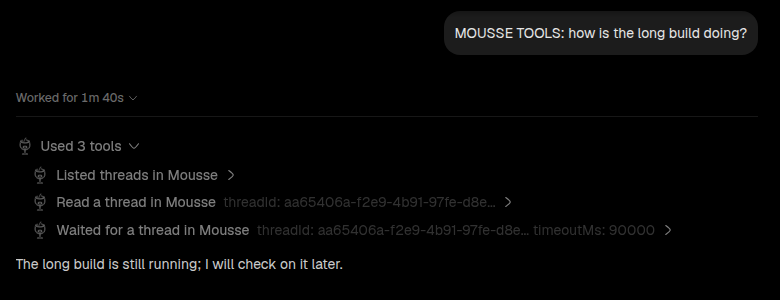 MOUSSE TOOLS: how is the long build doing?
Worked for 1m 40s
Used 3 tools
Listed threads in Mousse
Read a thread in Mousse threadId: aa65406a-f2e9-4b91-97fe-d8e...
Waited for a thread in Mousse threadId: aa65406a-f2e9-4b91-97fe-d8e... timeoutMs: 90000
The long build is still running; I will check on it later.